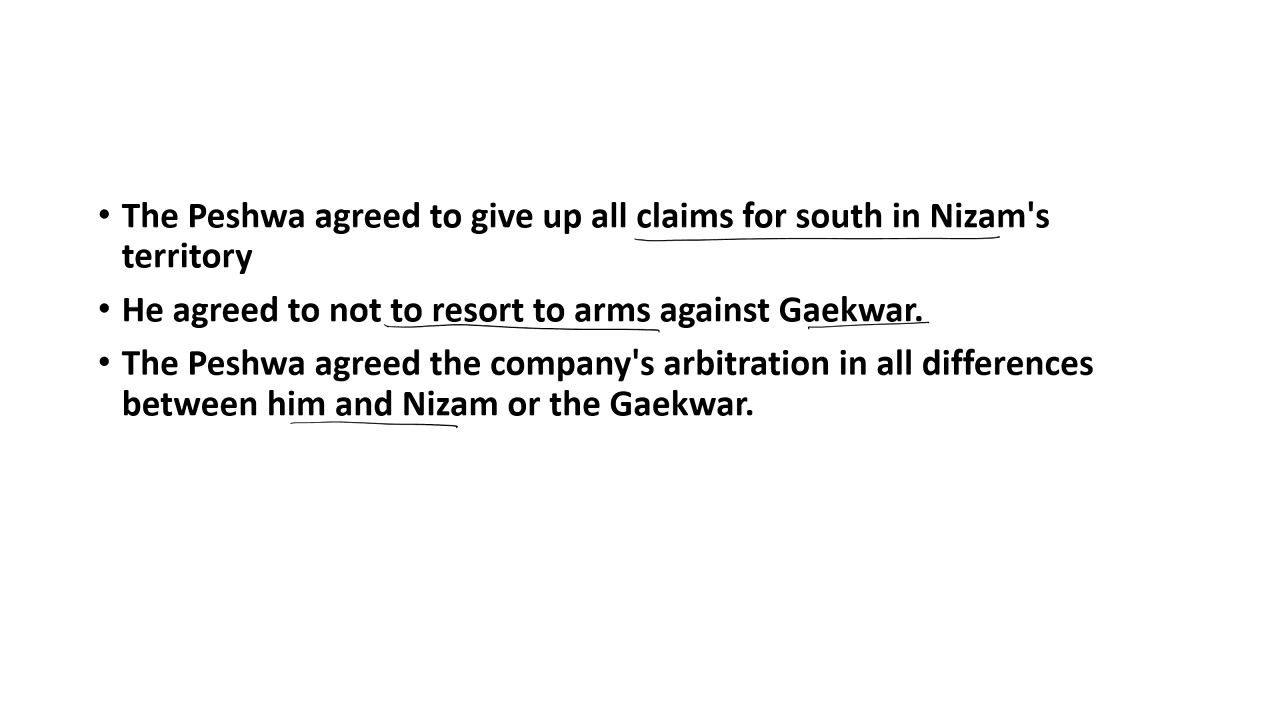 • The Peshwa agreed to give up all claims for south in Nizam's
territory
• He agreed to not to resort to arms against Gaekwar.
• The Peshwa agreed the company's arbitration in all differences
between him and Nizam or the Gaekwar.